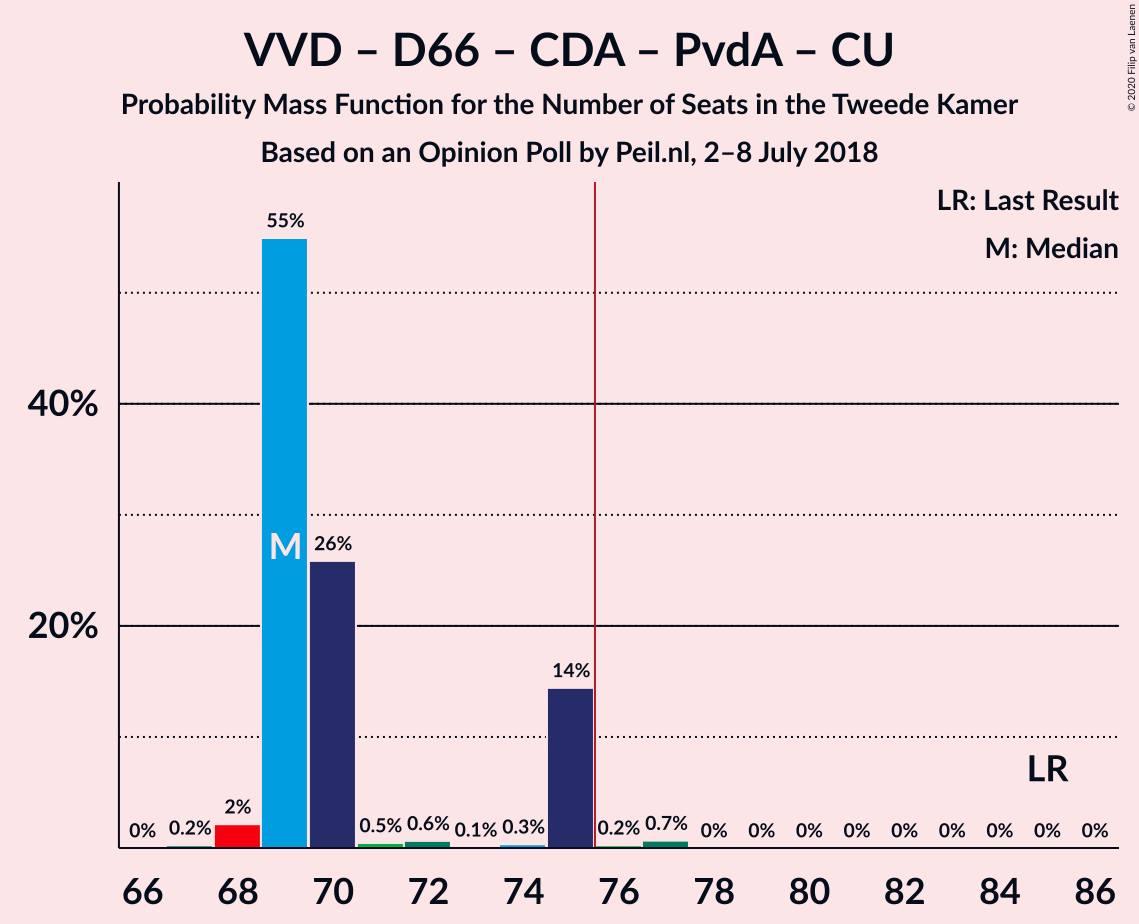 VVD – D66 – CDA – PvdA – CU
Probability Mass Function for the Number of Seats in the Tweede Kamer
Based on an Opinion Poll by Peil.nl, 2–8 July 2018
© 2020 Filip van Laenen
LR: Last Result
M: Median
55%
40%
M
26%
20%
14%
LR
0% 0.2% 2% 0.5% 0.6% 0.1% 0.3% 0.2% 0.7% 0% 0% 0% 0% 0% 0% 0% 0% 0%
66 68 70 72 74 76 78 80 82 84 86